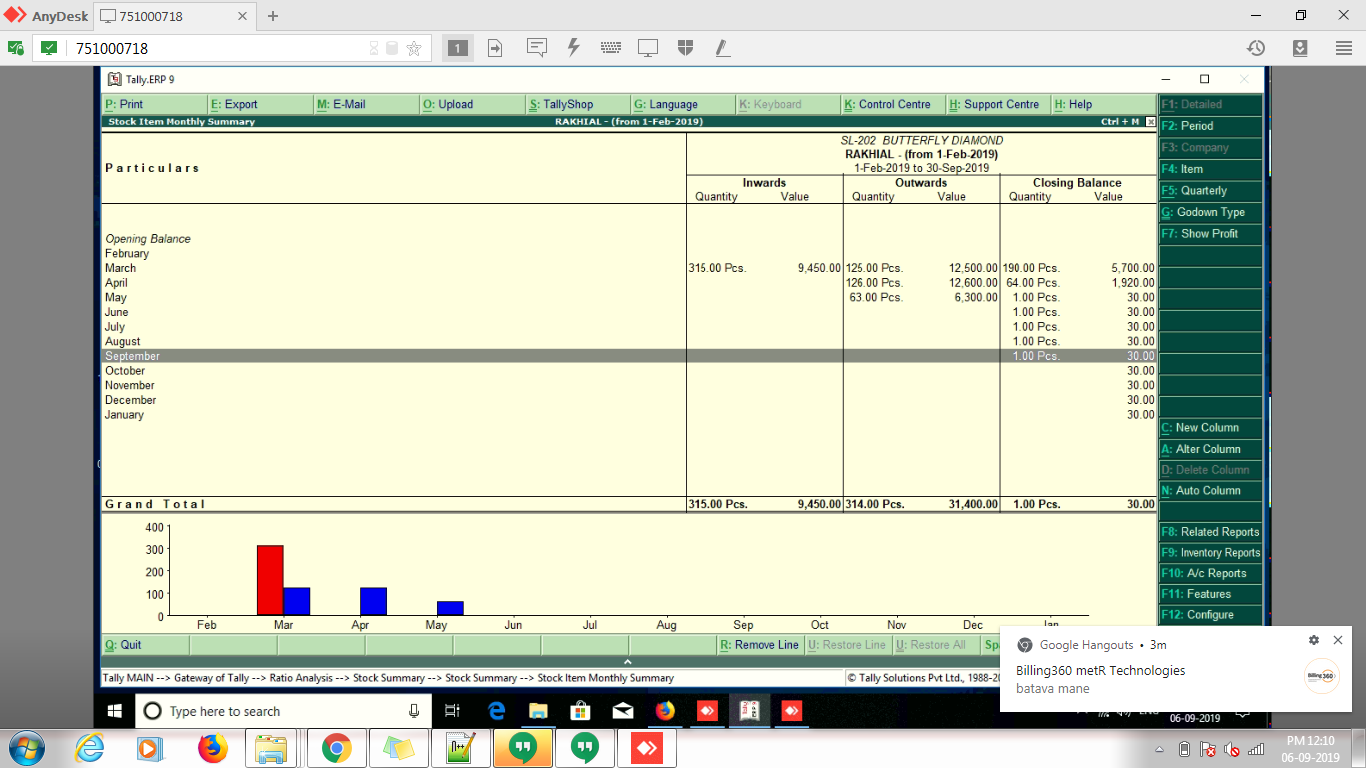 AnyDesk 751000718
751000718 1
Tally.ERP 9
P: Print E: Export M: E-Mail O: Upload S: TallyShop G: Language K: Keyboard K: Control Centre H: Support Centre H: Help
Stock Item Monthly Summary RAKHIAL - (from 1-Feb-2019) Ctrl + M
SL-202 BUTTERFLY DIAMOND
RAKHIAL - (from 1-Feb-2019)
Particulars 1-Feb-2019 to 30-Sep-2019
Inwards Outwards Closing Balance
Quantity Value Quantity Value Quantity Value
Opening Balance
February
March 315.00 Pcs. 9,450.00 125.00 Pcs. 12,500.00 190.00 Pcs. 5,700.00
April 126.00 Pcs. 12,600.00 64.00 Pcs. 1,920.00
May 63.00 Pcs. 6,300.00 1.00 Pcs. 30.00
June 1.00 Pcs. 30.00
July 1.00 Pcs. 30.00
August 1.00 Pcs. 30.00
September 1.00 Pcs. 30.00
October 30.00
November 30.00
December 30.00
January 30.00
Grand Total 315.00 Pcs. 9,450.00 314.00 Pcs. 31,400.00 1.00 Pcs. 30.00
400
300
200
100
0
Feb Mar Apr May Jun Jul Aug Sep Oct Nov Dec Jan
F1: Detailed
F2: Period
F3: Company
F4: Item
F5: Quarterly
G: Godown Type
F7: Show Profit
C: New Column
A: Alter Column
D: Delete Column
N: Auto Column
F8: Related Reports
F9: Inventory Reports
F10: A/c Reports
F11: Features
F12: Configure
Q: Quit R: Remove Line U: Restore Line U: Restore All
Tally MAIN --> Gateway of Tally --> Ratio Analysis --> Stock Summary --> Stock Summary --> Stock Item Monthly Summary © Tally Solutions Pvt Ltd., 1988-20
Google Hangouts • 3m
Billing360 metR Technologies
batava mane
Billing 360
Type here to search
06-09-2019
PM 12:10
06-09-2019